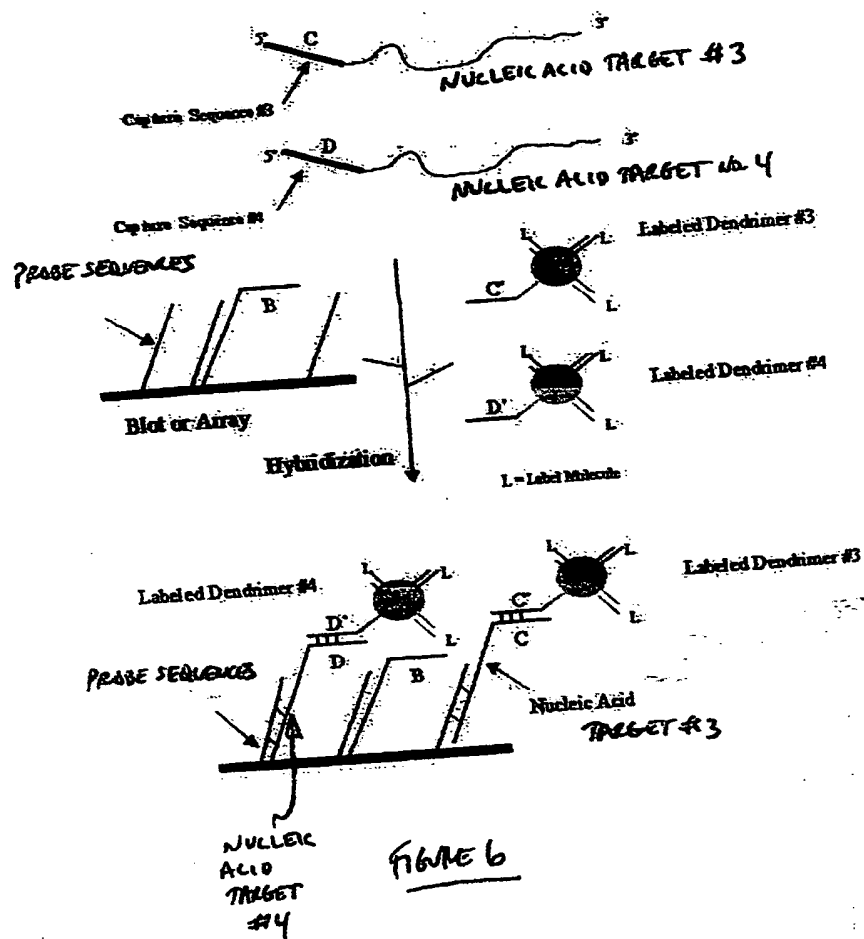 5' C 3'
NUCLEIC ACID TARGET #3
Capture Sequence #3
5' D 3'
NUCLEIC ACID TARGET NO. 4
Capture Sequence #4
PROBE SEQUENCES
B
Blot or Array
Hybridization
L L L L
Labeled Dendrimer #3
C'
L L L L
Labeled Dendrimer #4
D'
L = Label Molecule
Labeled Dendrimer #4
L L L L
D'
D
Labeled Dendrimer #3
L L L L
C'
C
PROBE SEQUENCES
B
Nucleic Acid
TARGET #3
NUCLEIC
ACID
TARGET
#4
FIGURE 6